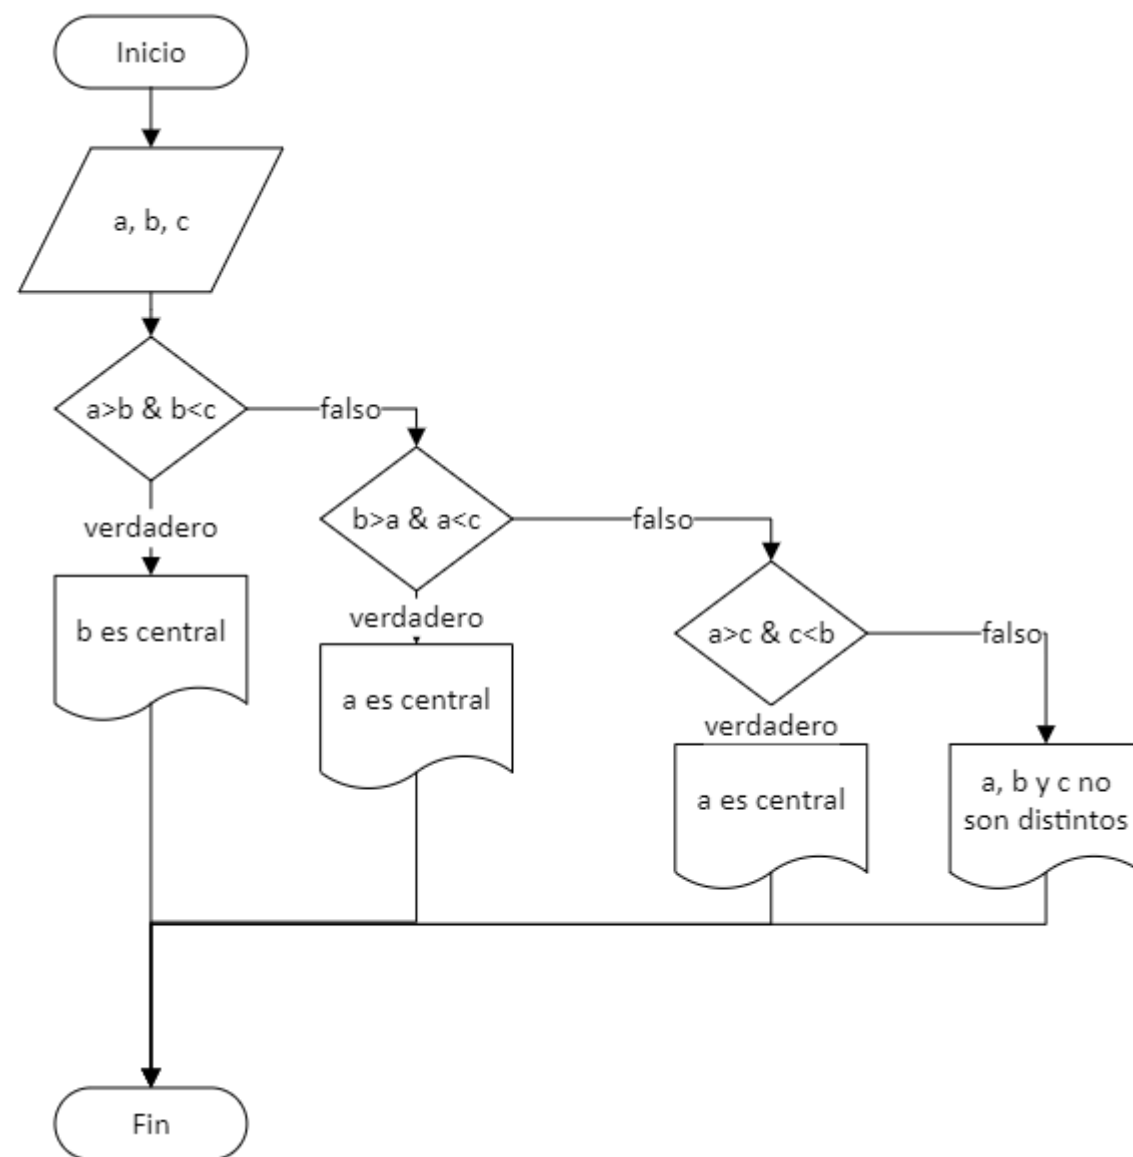 Inicio
a, b, c
a>b & b<c
falso
verdadero
b es central
b>a & a<c
falso
verdadero
a es central
a>c & c<b
falso
verdadero
a es central
a, b y c no
son distintos
Fin